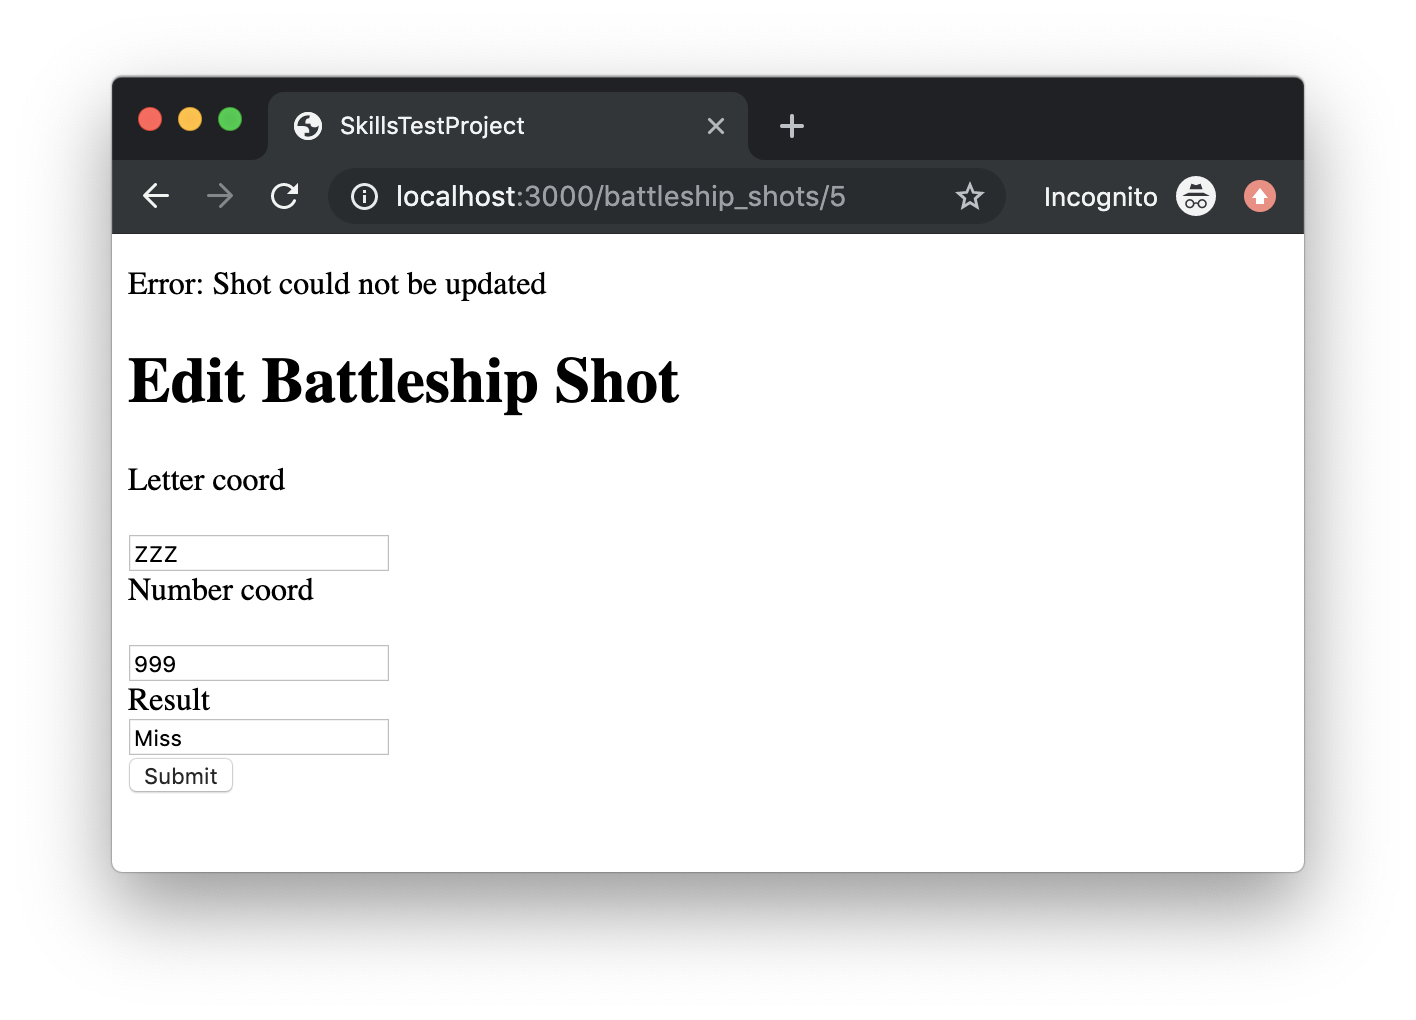 SkillsTestProject
localhost:3000/battleship_shots/5 Incognito
Error: Shot could not be updated
Edit Battleship Shot
Letter coord
ZZZ
Number coord
999
Result
Miss
Submit